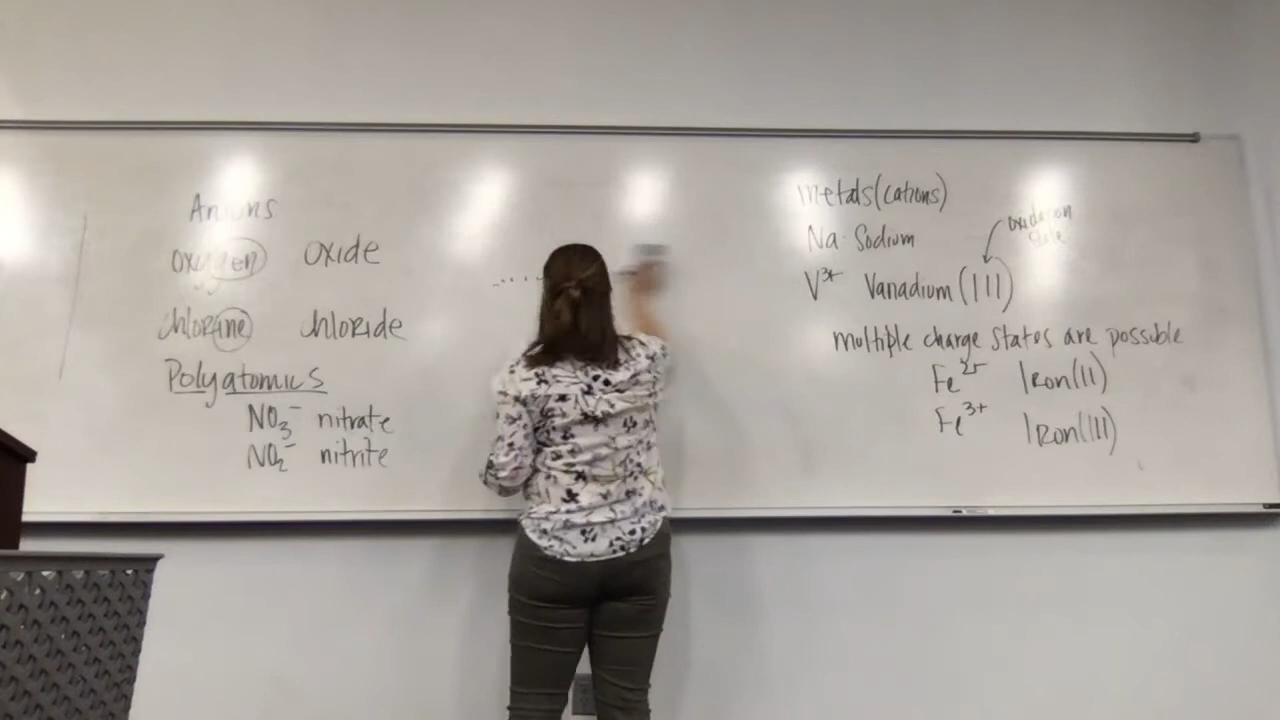 Anions
oxygen oxide
chlorine chloride
Polyatomics
NO₃⁻ nitrate
NO₂⁻ nitrite
metals (cations)
Na Sodium
oxidation state
V³⁺ Vanadium (III)
multiple charge states are possible
Fe²⁺ Iron(II)
Fe³⁺ Iron(III)